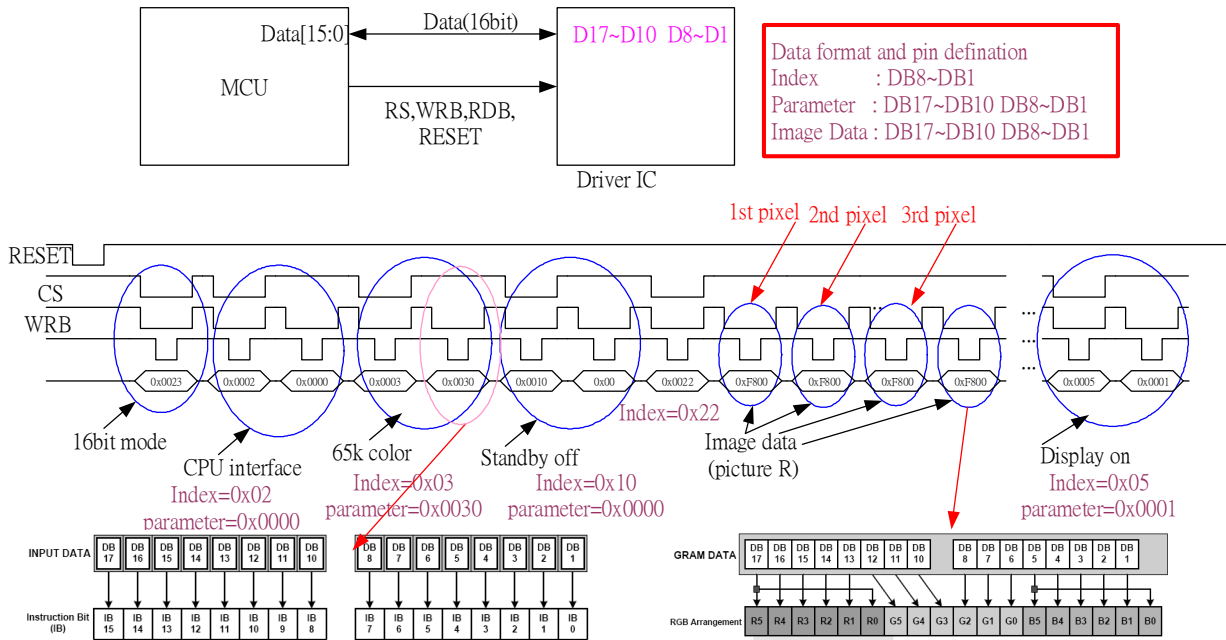 Data[15:0]
MCU
Data(16bit)
RS,WRB,RDB,
RESET
D17~D10 D8~D1
Driver IC
Data format and pin defination
Index : DB8~DB1
Parameter : DB17~DB10 DB8~DB1
Image Data : DB17~DB10 DB8~DB1
1st pixel 2nd pixel 3rd pixel
RESET
CS
WRB
... ...
...
...
0x0023 0x0002 0x0000 0x0003 0x0030 0x0010 0x00 0x0022 0xF800 0xF800 0xF800 0xF800 ... 0x0005 0x0001
16bit mode
CPU interface
Index=0x02
parameter=0x0000
65k color
Index=0x03
parameter=0x0030
Standby off
Index=0x10
parameter=0x0000
Index=0x22
Image data
(picture R)
Display on
Index=0x05
parameter=0x0001
INPUT DATA
DB 17 DB 16 DB 15 DB 14 DB 13 DB 12 DB 11 DB 10 DB 8 DB 7 DB 6 DB 5 DB 4 DB 3 DB 2 DB 1
Instruction Bit (IB)
IB 15 IB 14 IB 13 IB 12 IB 11 IB 10 IB 9 IB 8 IB 7 IB 6 IB 5 IB 4 IB 3 IB 2 IB 1 IB 0
GRAM DATA
DB 17 DB 16 DB 15 DB 14 DB 13 DB 12 DB 11 DB 10 DB 8 DB 7 DB 6 DB 5 DB 4 DB 3 DB 2 DB 1
RGB Arrangement
R5 R4 R3 R2 R1 R0 G5 G4 G3 G2 G1 G0 B5 B4 B3 B2 B1 B0